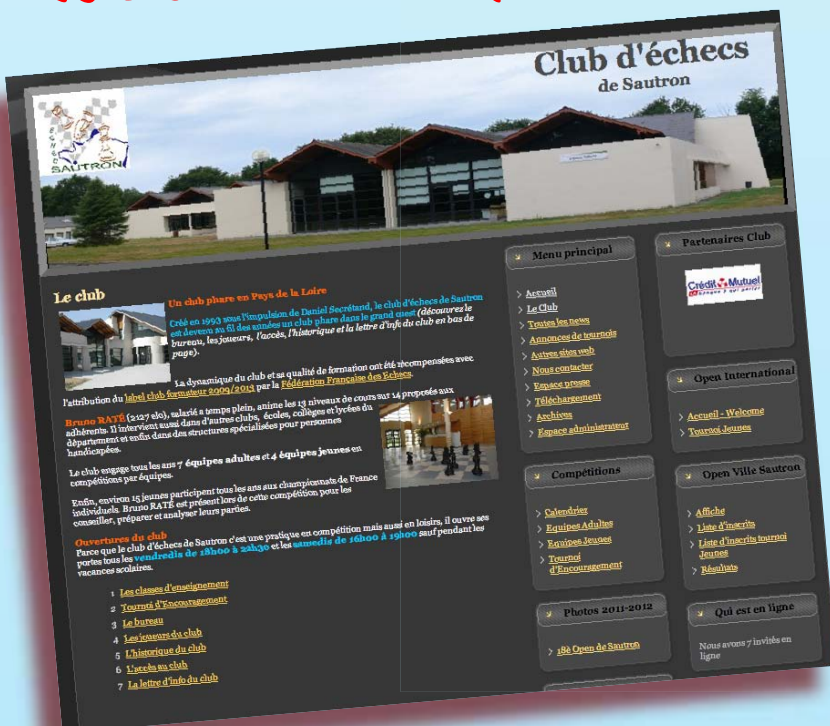 Club d'échecs
de Sautron
ECHEC
SAUTRON
Le club
Un club phare en Pays de la Loire
Créé en 1993 sous l'impulsion de Daniel Secrétand, le club d'échecs de Sautron
est devenu au fil des années un club phare dans le grand ouest (découvrez le
bureau, les joueurs, l'accès, l'historique et la lettre d'info du club en bas de
page).
La dynamique du club et sa qualité de formation ont été récompensées avec
l'attribution du label club formateur 2009/2013 par la Fédération Française des Echecs.
Bruno RATÉ (2127 elo), salarié a temps plein, anime les 13 niveaux de cours sur 14 proposés aux
adhérents. Il intervient aussi dans d'autres clubs, écoles, collèges et lycées du
département et enfin dans des structures spécialisées pour personnes
handicapées.
Le club engage tous les ans 7 équipes adultes et 4 équipes jeunes en
compétitions par équipes.
Enfin, environ 15 jeunes participent tous les ans aux championnats de France
individuels. Bruno RATÉ est présent lors de cette compétition pour les
conseiller, préparer et analyser leurs parties.
Ouvertures du club
Parce que le club d'échecs de Sautron c'est une pratique en compétition mais aussi en loisirs, il ouvre ses
portes tous les vendredis de 18h00 à 22h30 et les samedis de 16h00 à 19h00 sauf pendant les
vacances scolaires.
1 Les classes d'enseignement
2 Tournoi d'Encouragement
3 Le bureau
4 Les joueurs du club
5 L'historique du club
6 L'accès au club
7 La lettre d'info du club
Menu principal
Accueil
Le Club
Toutes les news
Annonces de tournois
Autres sites web
Nous contacter
Espace presse
Téléchargement
Archives
Espace administrateur
Compétitions
Calendrier
Equipes Adultes
Equipes Jeunes
Tournoi
d'Encouragement
Photos 2011-2012
18è Open de Sautron
Partenaires Club
Crédit Mutuel
La banque à qui parler
Open International
Accueil - Welcome
Tournoi Jeunes
Open Ville Sautron
Affiche
Liste d'inscrits
Liste d'inscrits tournoi
Jeunes
Résultats
Qui est en ligne
Nous avons 7 invités en
ligne